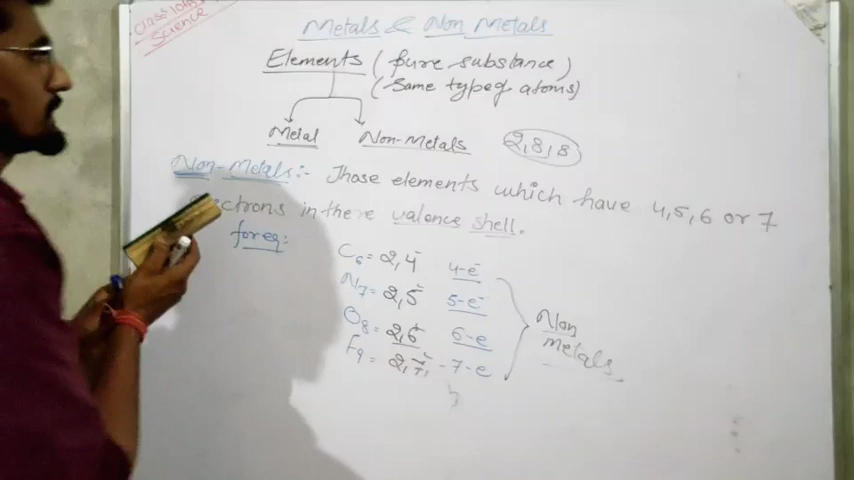 Class 10th
Science
Metals & Non Metals
Elements (Pure substance)
(Same type of atoms)
Metal Non-Metals 2,8,8
Non-Metals:- Those elements which have 4,5,6 or 7
ctrons in there valence shell.
for eg:
C6 = 2,4 4-e-
N7 = 2,5 5-e-
O8 = 2,6 6-e
F9 = 2,7 - 7-e
Non
metals